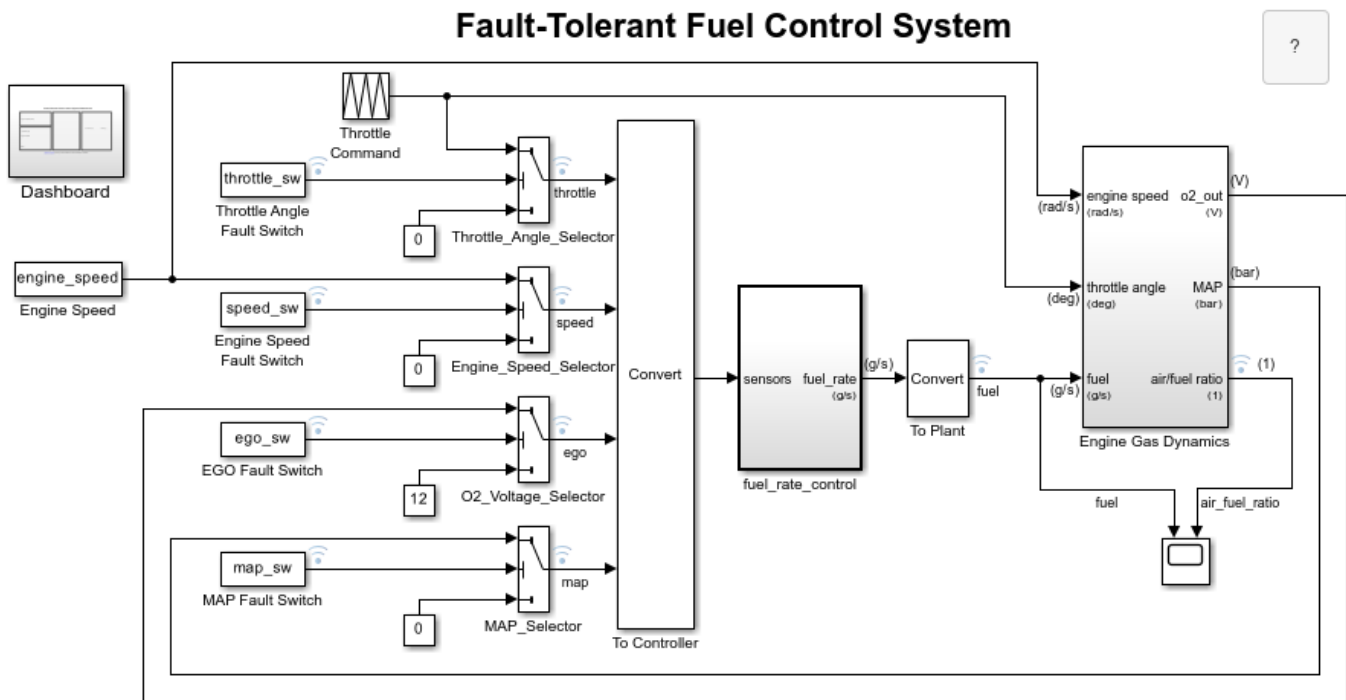 Fault-Tolerant Fuel Control System
?
Dashboard
Throttle
Command
throttle_sw
Throttle Angle
Fault Switch
0
throttle
Throttle_Angle_Selector
engine_speed
Engine Speed
speed_sw
Engine Speed
Fault Switch
0
speed
Engine_Speed_Selector
ego_sw
EGO Fault Switch
12
ego
O2_Voltage_Selector
map_sw
MAP Fault Switch
0
map
MAP_Selector
Convert
To Controller
sensors
fuel_rate
(g/s)
fuel_rate_control
(g/s)
Convert
To Plant
fuel
(rad/s)
engine speed
(rad/s)
o2_out
(V)
(V)
(deg)
throttle angle
(deg)
MAP
(bar)
(bar)
(g/s)
fuel
(g/s)
air/fuel ratio
(1)
(1)
Engine Gas Dynamics
fuel
air_fuel_ratio